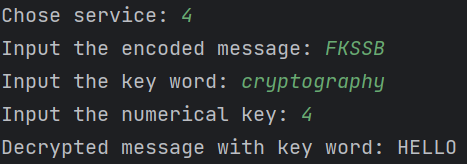 Chose service: 4
Input the encoded message: FKSSB
Input the key word: cryptography
Input the numerical key: 4
Decrypted message with key word: HELLO